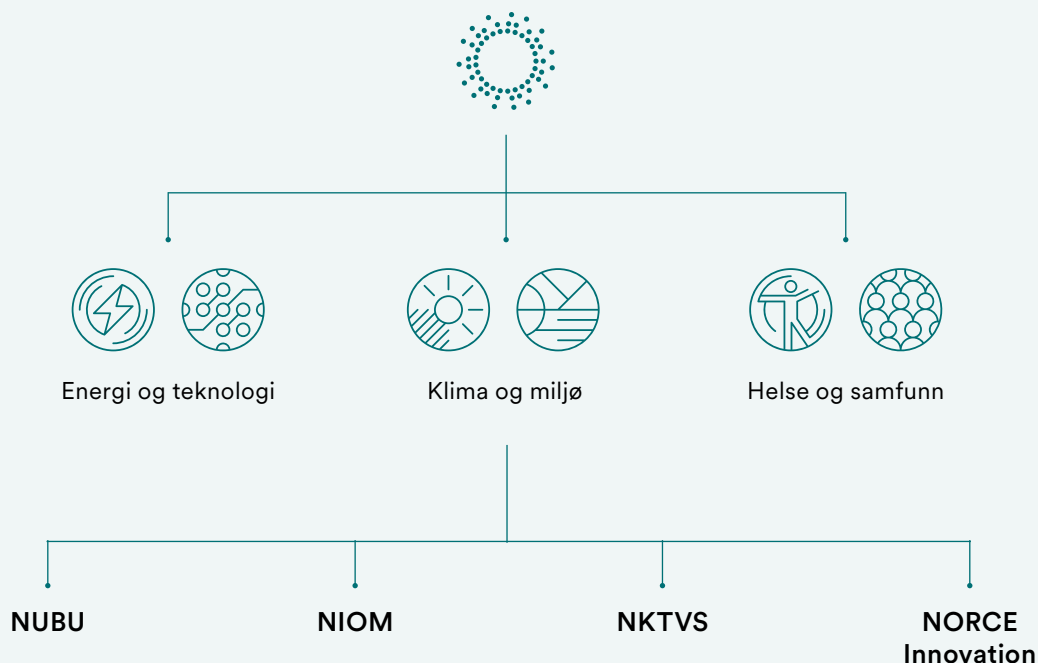 Energi og teknologi
Klima og miljø
Helse og samfunn
NUBU
NIOM
NKTVS
NORCE
Innovation